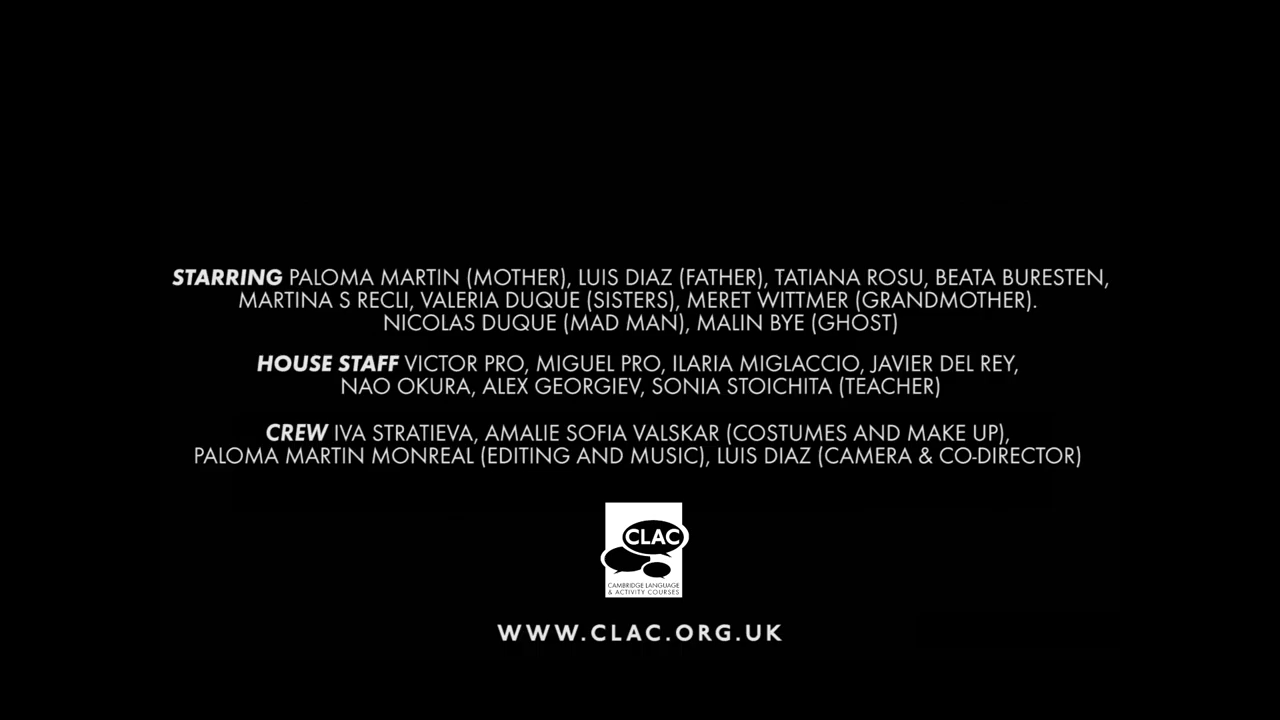 STARRING PALOMA MARTIN (MOTHER), LUIS DIAZ (FATHER), TATIANA ROSU, BEATA BURESTEN,
MARTINA S RECLI, VALERIA DUQUE (SISTERS), MERET WITTMER (GRANDMOTHER).
NICOLAS DUQUE (MAD MAN), MALIN BYE (GHOST)
HOUSE STAFF VICTOR PRO, MIGUEL PRO, ILARIA MIGLACCIO, JAVIER DEL REY,
NAO OKURA, ALEX GEORGIEV, SONIA STOICHITA (TEACHER)
CREW IVA STRATIEVA, AMALIE SOFIA VALSKAR (COSTUMES AND MAKE UP),
PALOMA MARTIN MONREAL (EDITING AND MUSIC), LUIS DIAZ (CAMERA & CO-DIRECTOR)
CLAC
CAMBRIDGE LANGUAGE
& ACTIVITY COURSES
WWW.CLAC.ORG.UK